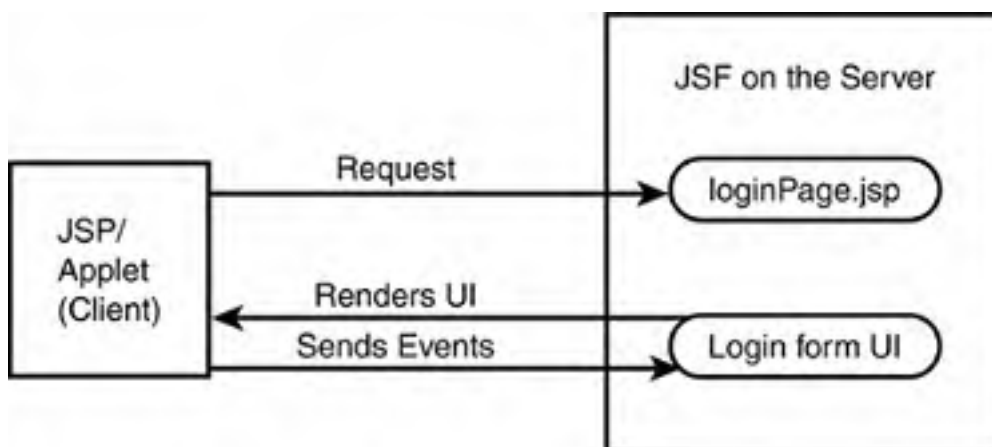 JSF on the Server
Request
loginPage.jsp
JSP/
Applet
(Client)
Renders UI
Sends Events
Login form UI